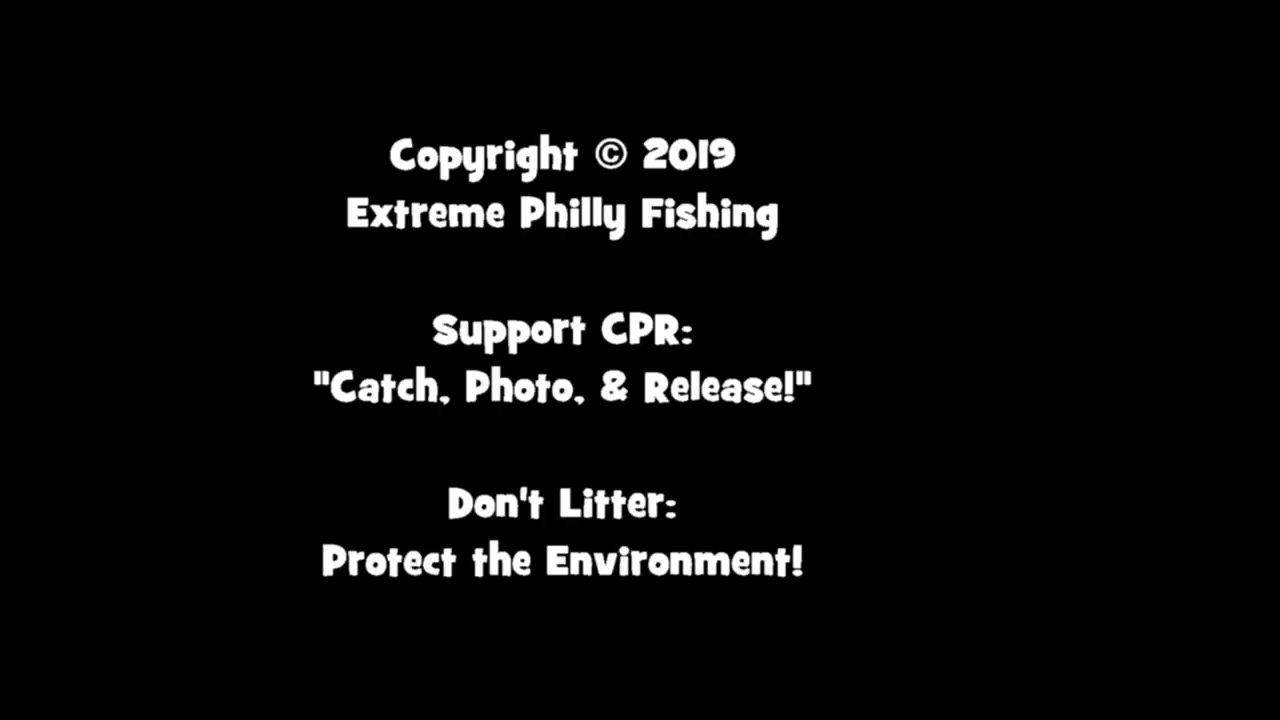 Copyright © 2019
Extreme Philly Fishing
Support CPR:
"Catch, Photo, & Release!"
Don't Litter:
Protect the Environment!